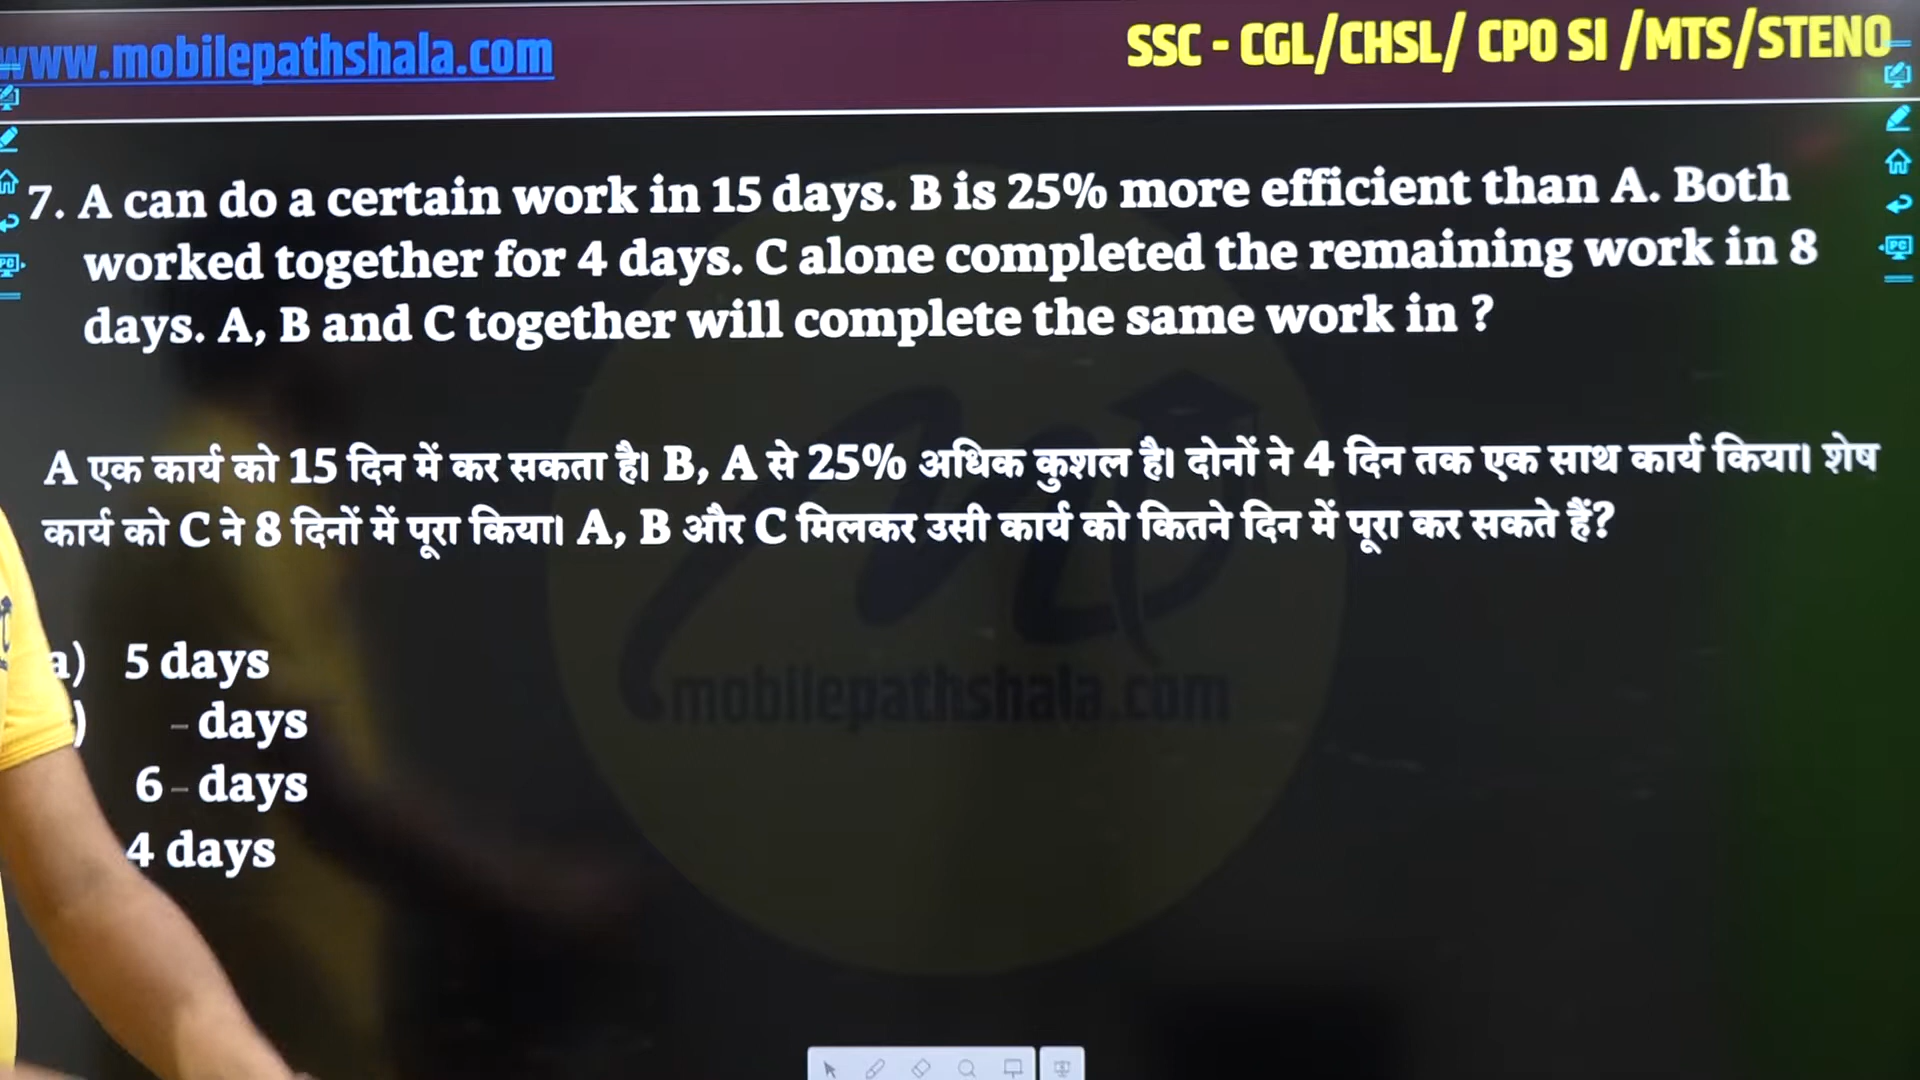 www.mobilepathshala.com
SSC - CGL/CHSL/ CPO SI /MTS/STENO
7. A can do a certain work in 15 days. B is 25% more efficient than A. Both
worked together for 4 days. C alone completed the remaining work in 8
days. A, B and C together will complete the same work in ?
A एक कार्य को 15 दिन में कर सकता है। B, A से 25% अधिक कुशल है। दोनों ने 4 दिन तक एक साथ कार्य किया। शेष
कार्य को C ने 8 दिनों में पूरा किया। A, B और C मिलकर उसी कार्य को कितने दिन में पूरा कर सकते हैं?
a) 5 days
) – days
6 – days
4 days
mobilepathshala.com
PC
PC